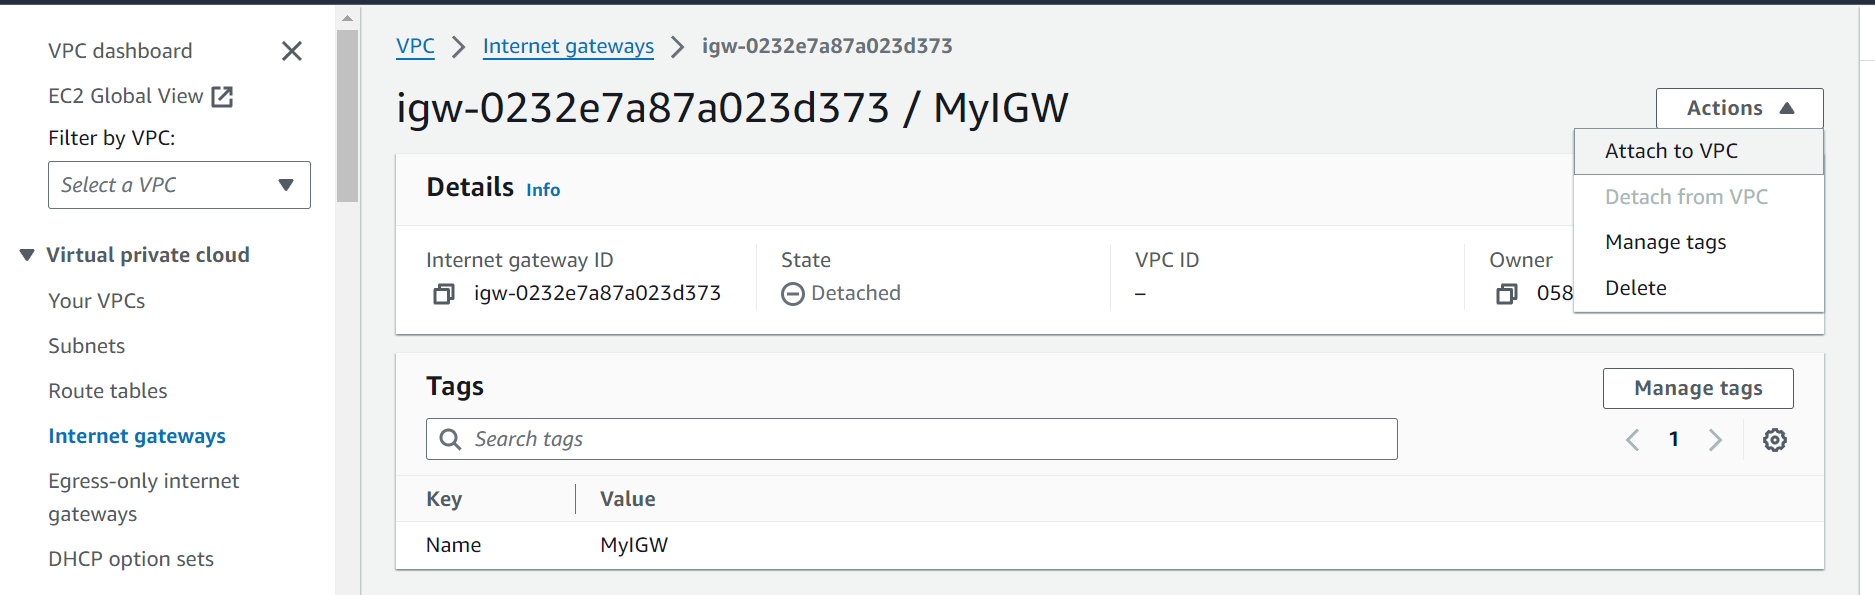 VPC dashboard
EC2 Global View
Filter by VPC:
Select a VPC
Virtual private cloud
Your VPCs
Subnets
Route tables
Internet gateways
Egress-only internet
gateways
DHCP option sets
VPC Internet gateways igw-0232e7a87a023d373
igw-0232e7a87a023d373 / MyIGW
Actions
Attach to VPC
Detach from VPC
Manage tags
Delete
Details Info
Internet gateway ID
igw-0232e7a87a023d373
State
Detached
VPC ID
–
Owner
058
Tags
Manage tags
Search tags
1
Key Value
Name MyIGW